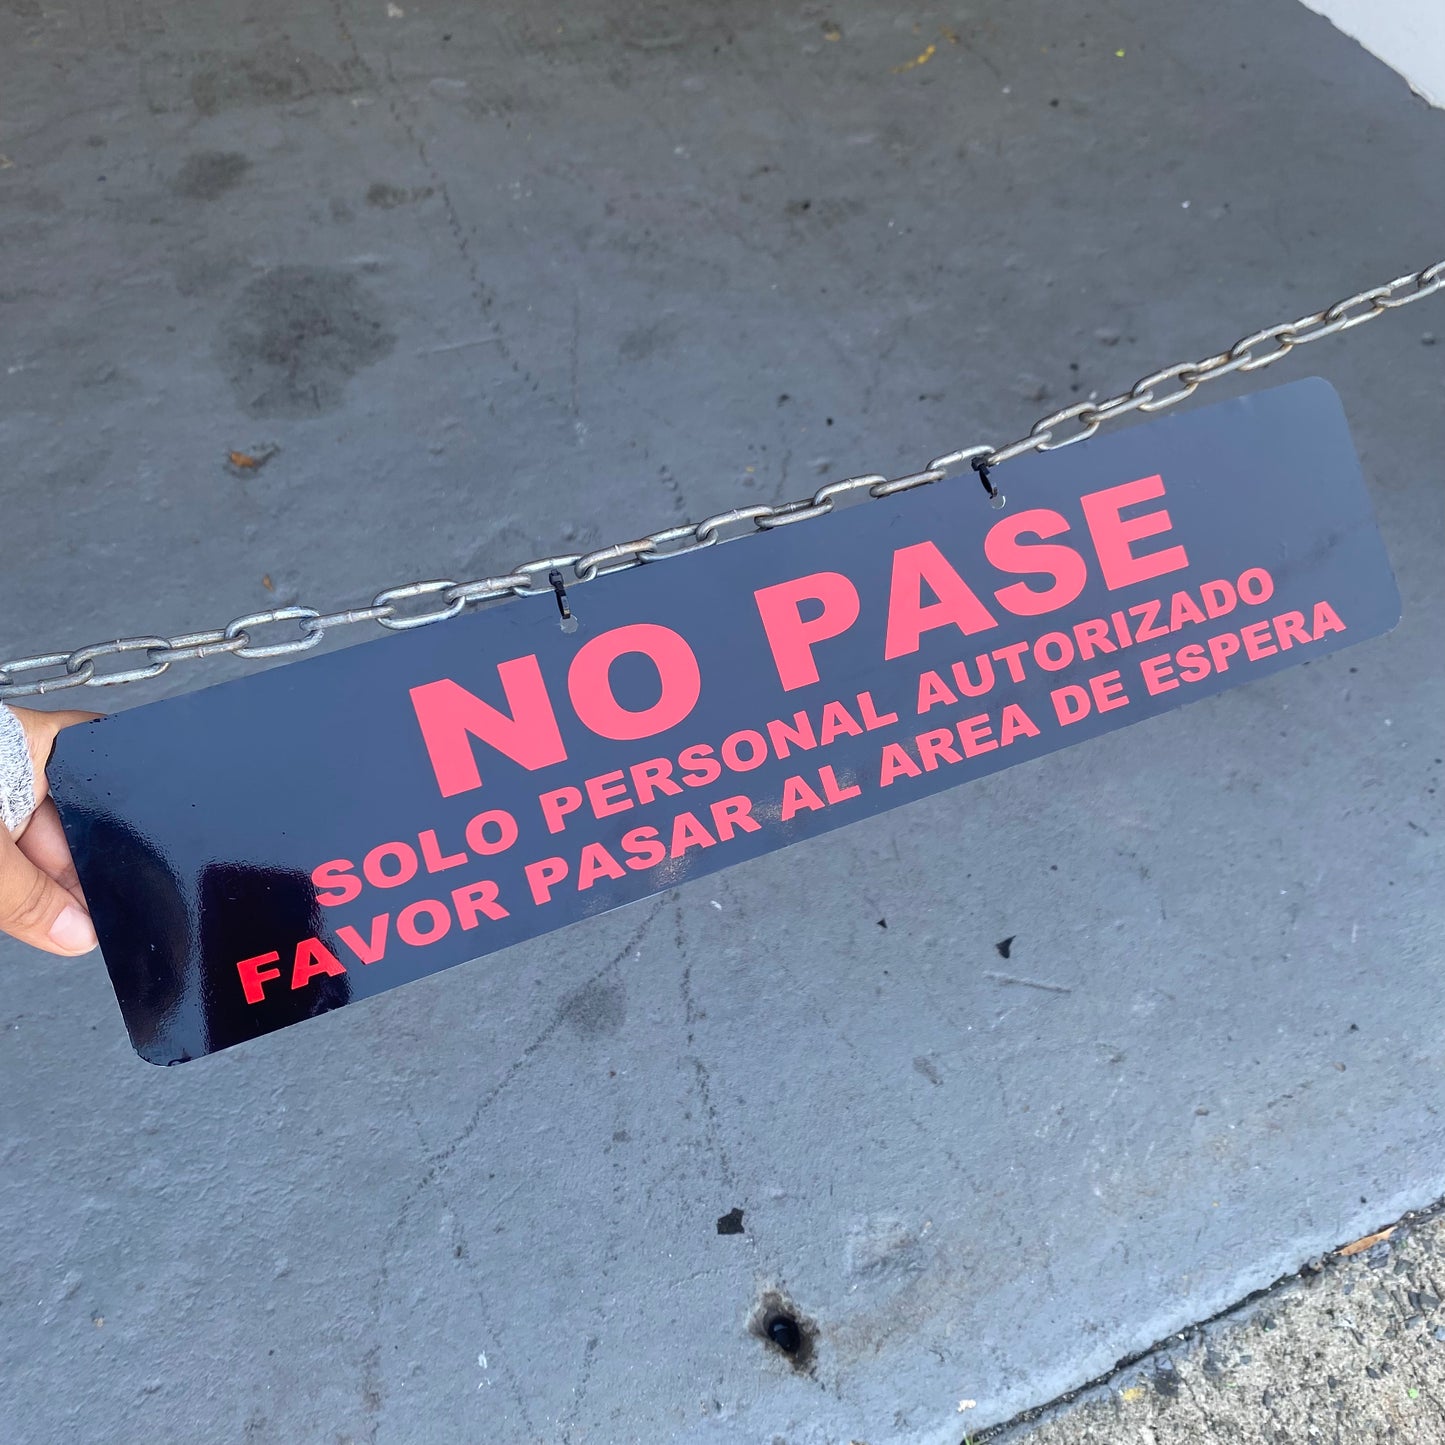 NO PASE
SOLO PERSONAL AUTORIZADO
FAVOR PASAR AL AREA DE ESPERA